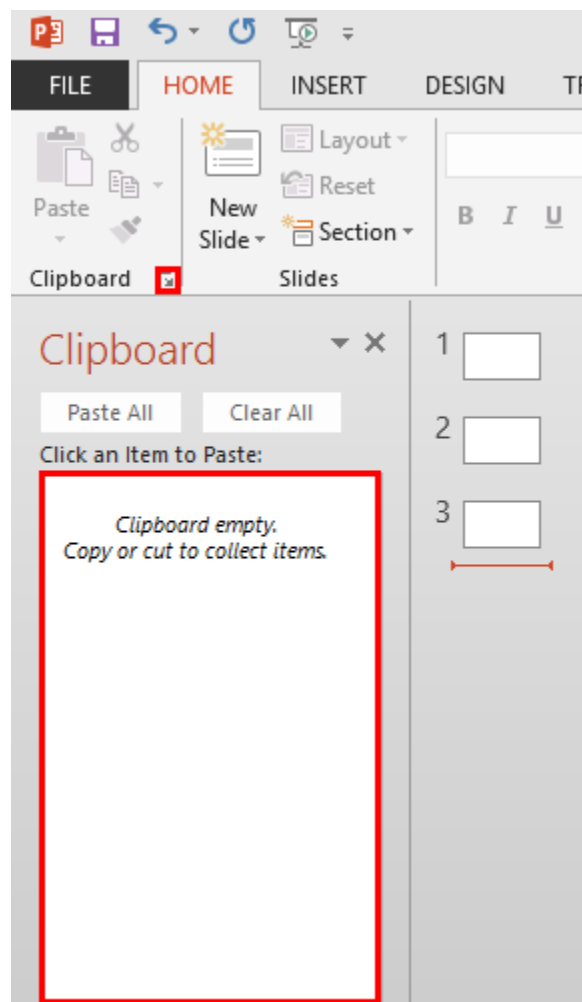 FILE HOME INSERT DESIGN
Layout
Reset
Paste New Slide Section
B I U
Clipboard Slides
Clipboard
Paste All Clear All
Click an Item to Paste:
Clipboard empty.
Copy or cut to collect items.
1
2
3